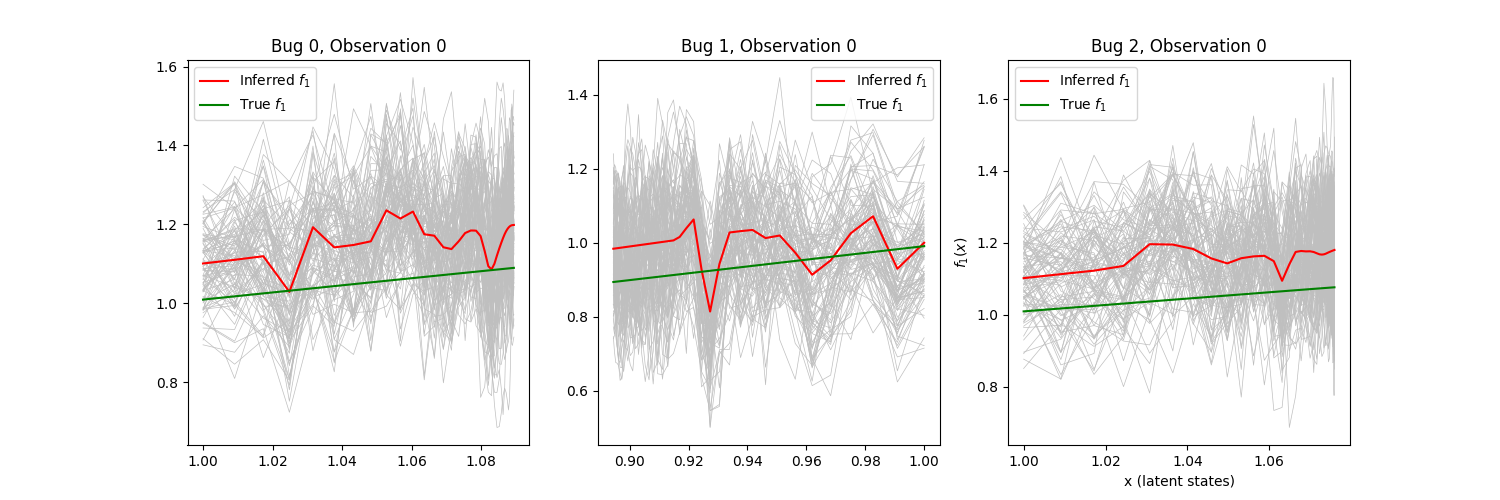 Bug 0, Observation 0
Inferred f₁
True f₁
1.6
1.4
1.2
1.0
0.8
1.00 1.02 1.04 1.06 1.08
Bug 1, Observation 0
Inferred f₁
True f₁
1.4
1.2
1.0
0.8
0.6
0.90 0.92 0.94 0.96 0.98 1.00
Bug 2, Observation 0
Inferred f₁
True f₁
f₁(x)
1.6
1.4
1.2
1.0
0.8
1.00 1.02 1.04 1.06
x (latent states)